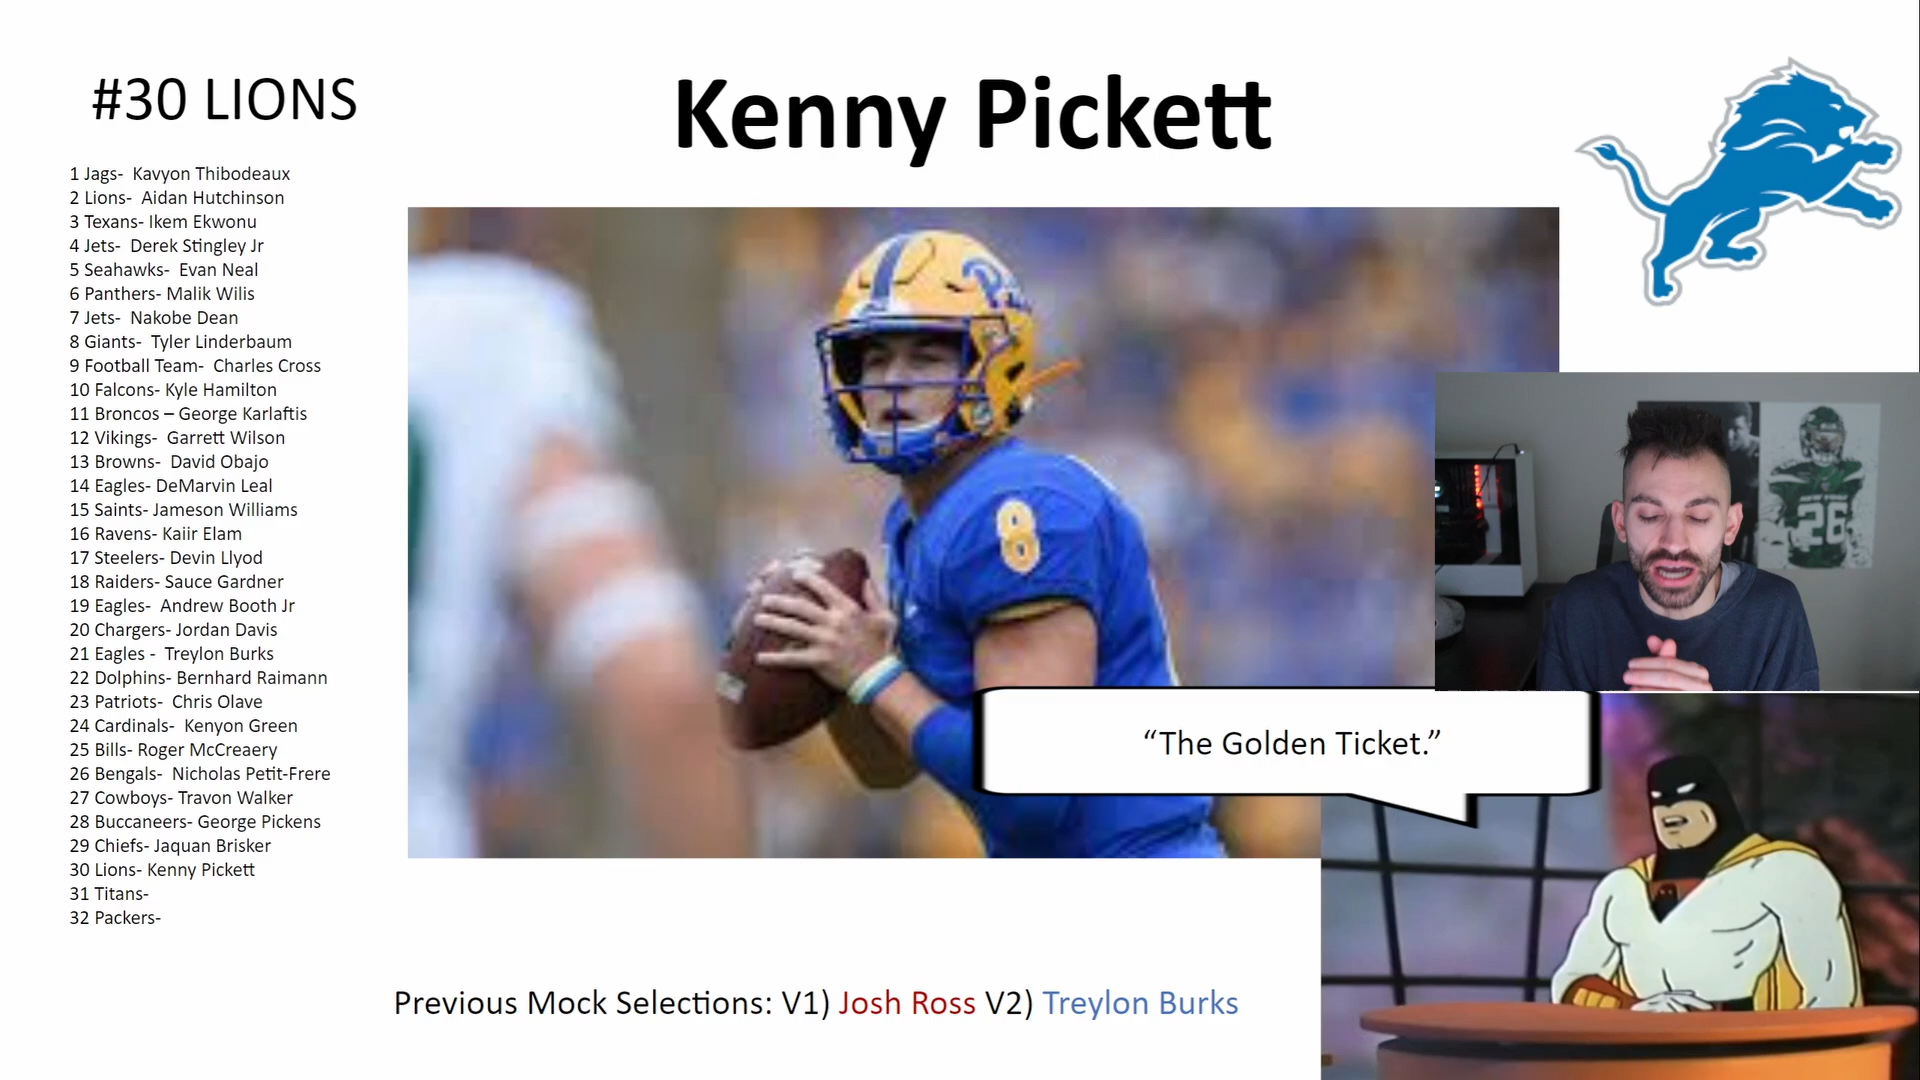 #30 LIONS
Kenny Pickett
1 Jags- Kavyon Thibodeaux
2 Lions- Aidan Hutchinson
3 Texans- Ikem Ekwonu
4 Jets- Derek Stingley Jr
5 Seahawks- Evan Neal
6 Panthers- Malik Wilis
7 Jets- Nakobe Dean
8 Giants- Tyler Linderbaum
9 Football Team- Charles Cross
10 Falcons- Kyle Hamilton
11 Broncos – George Karlaftis
12 Vikings- Garrett Wilson
13 Browns- David Obajo
14 Eagles- DeMarvin Leal
15 Saints- Jameson Williams
16 Ravens- Kaiir Elam
17 Steelers- Devin Llyod
18 Raiders- Sauce Gardner
19 Eagles- Andrew Booth Jr
20 Chargers- Jordan Davis
21 Eagles - Treylon Burks
22 Dolphins- Bernhard Raimann
23 Patriots- Chris Olave
24 Cardinals- Kenyon Green
25 Bills- Roger McCreaery
26 Bengals- Nicholas Petit-Frere
27 Cowboys- Travon Walker
28 Buccaneers- George Pickens
29 Chiefs- Jaquan Brisker
30 Lions- Kenny Pickett
31 Titans-
32 Packers-
8
NEW YORK
26
“The Golden Ticket.”
Previous Mock Selections: V1) Josh Ross V2) Treylon Burks